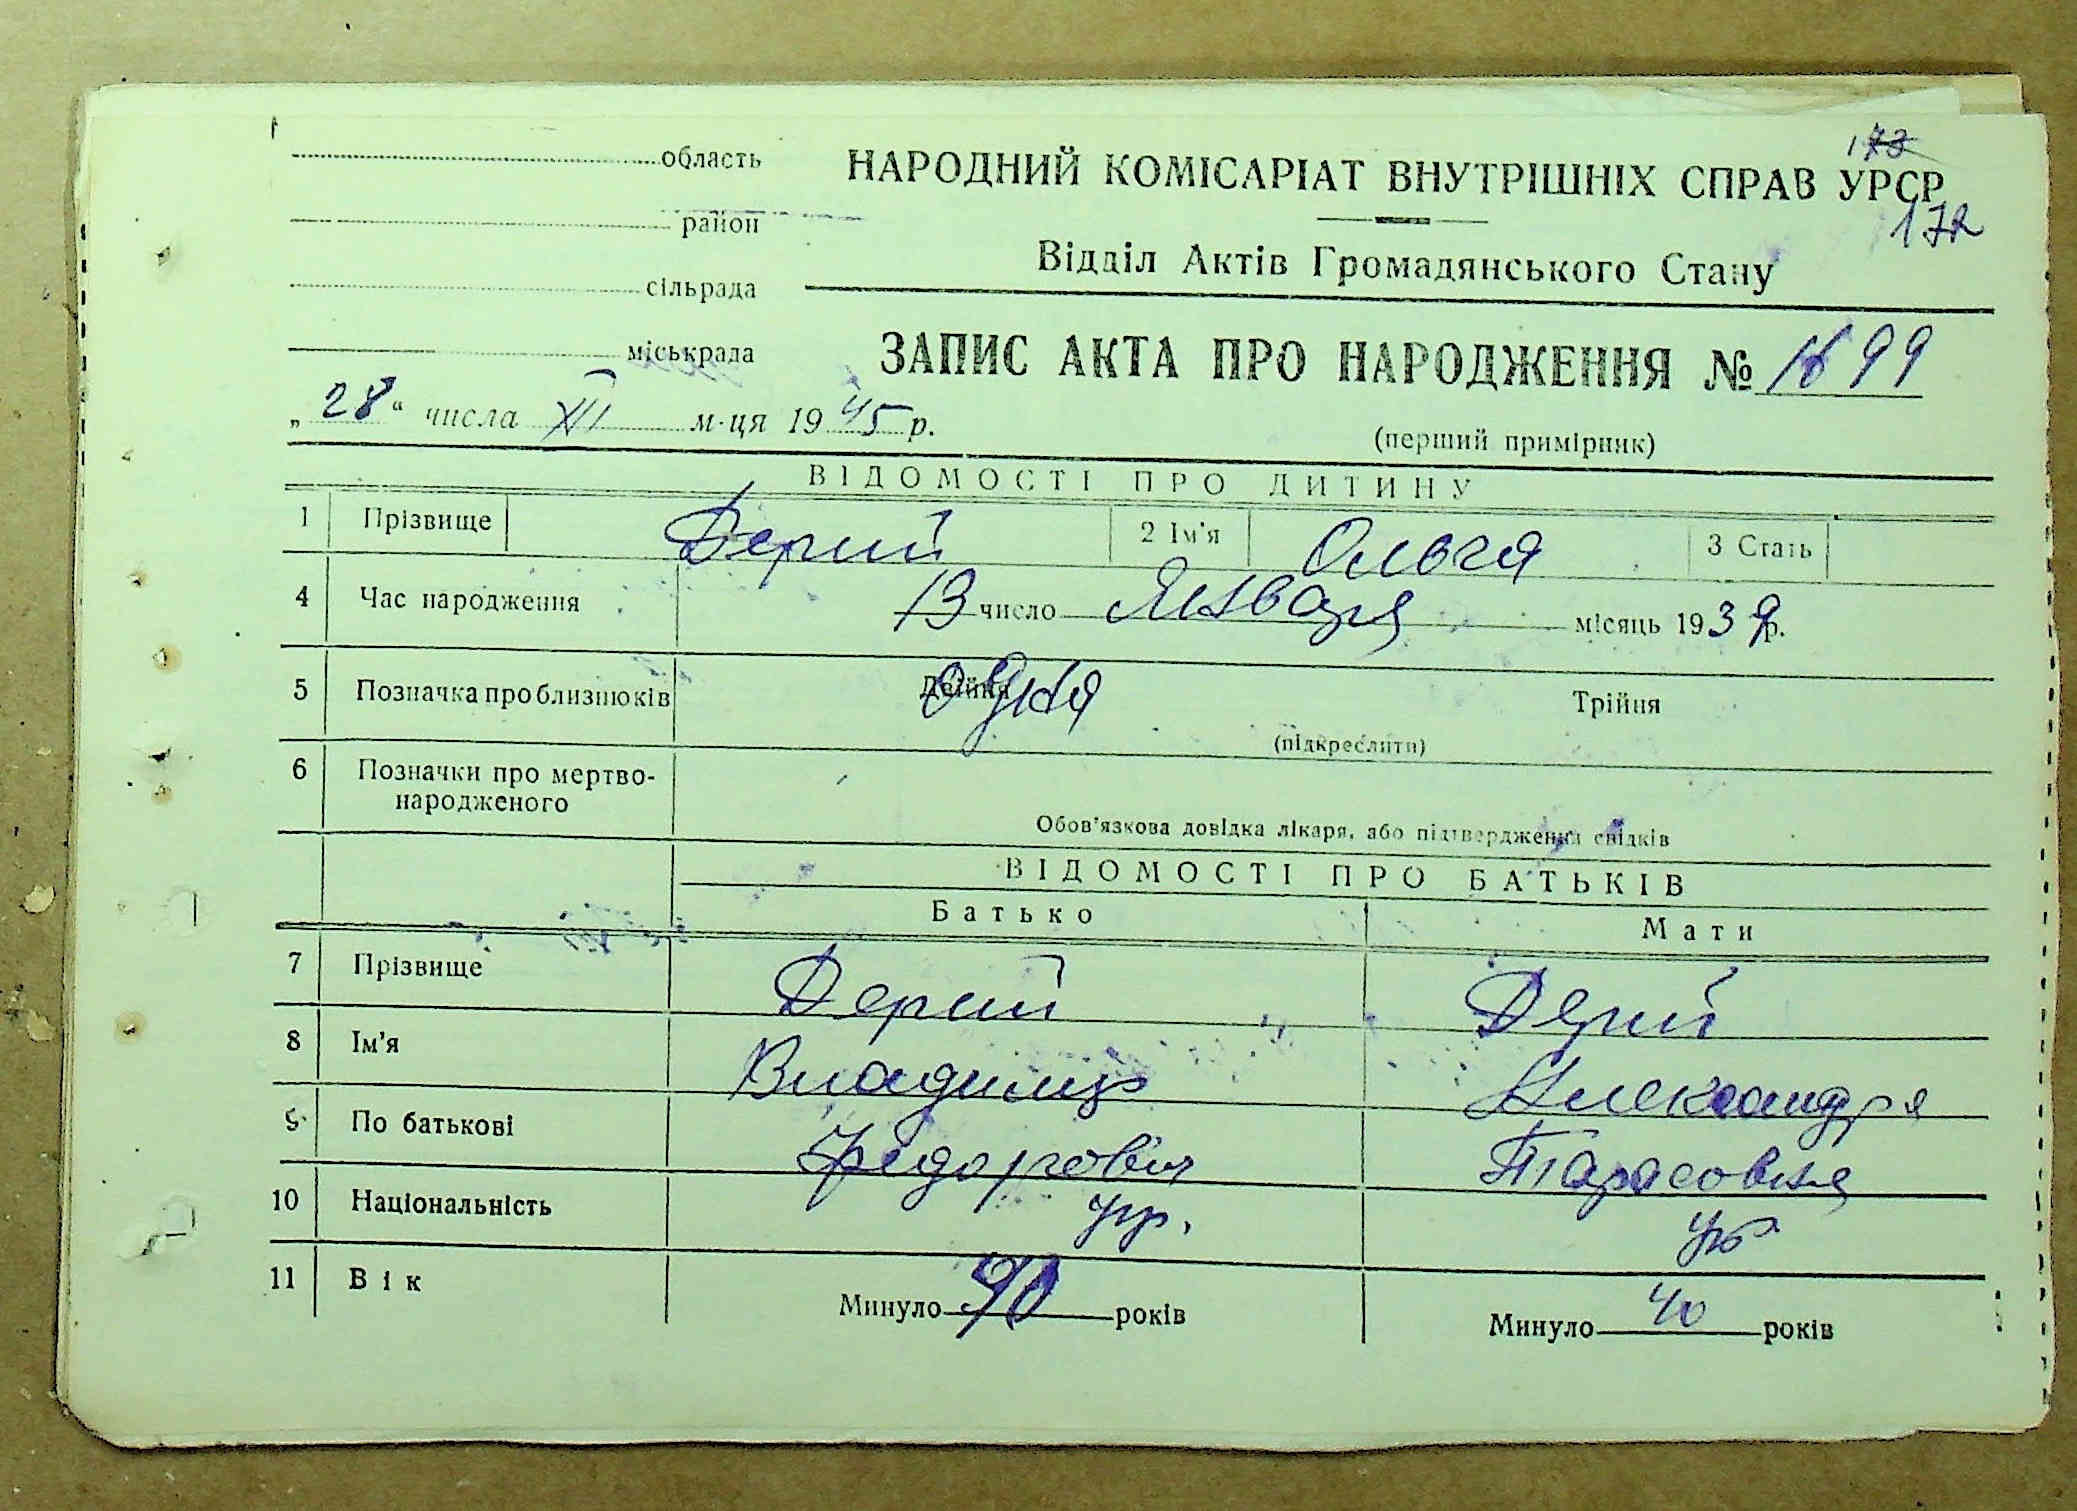 область
НАРОДНИЙ КОМІСАРІАТ ВНУТРІШНІХ СПРАВ УРСР
173
район
172
Відділ Актів Громадянського Стану
сільрада
міськрада
ЗАПИС АКТА ПРО НАРОДЖЕННЯ № 1699
„28“ числа XII м-ця 1945 р.
(перший примірник)
ВІДОМОСТІ ПРО ДИТИНУ
1 Прізвище Дерий 2 Ім'я Ольга 3 Стать
4 Час народження 13 число Января місяць 1939 р.
5 Позначка про близнюків Двійня одня Трійня
(підкреслити)
6 Позначки про мертво-
народженого
Обов'язкова довідка лікаря, або підтвердження свідків
ВІДОМОСТІ ПРО БАТЬКІВ
Батько Мати
7 Прізвище Дерий Дерий
8 Ім'я Владимир Александра
9 По батькові Федорович Тарасовна
10 Національність укр. укр
11 Вік Минуло 40 років Минуло 40 років